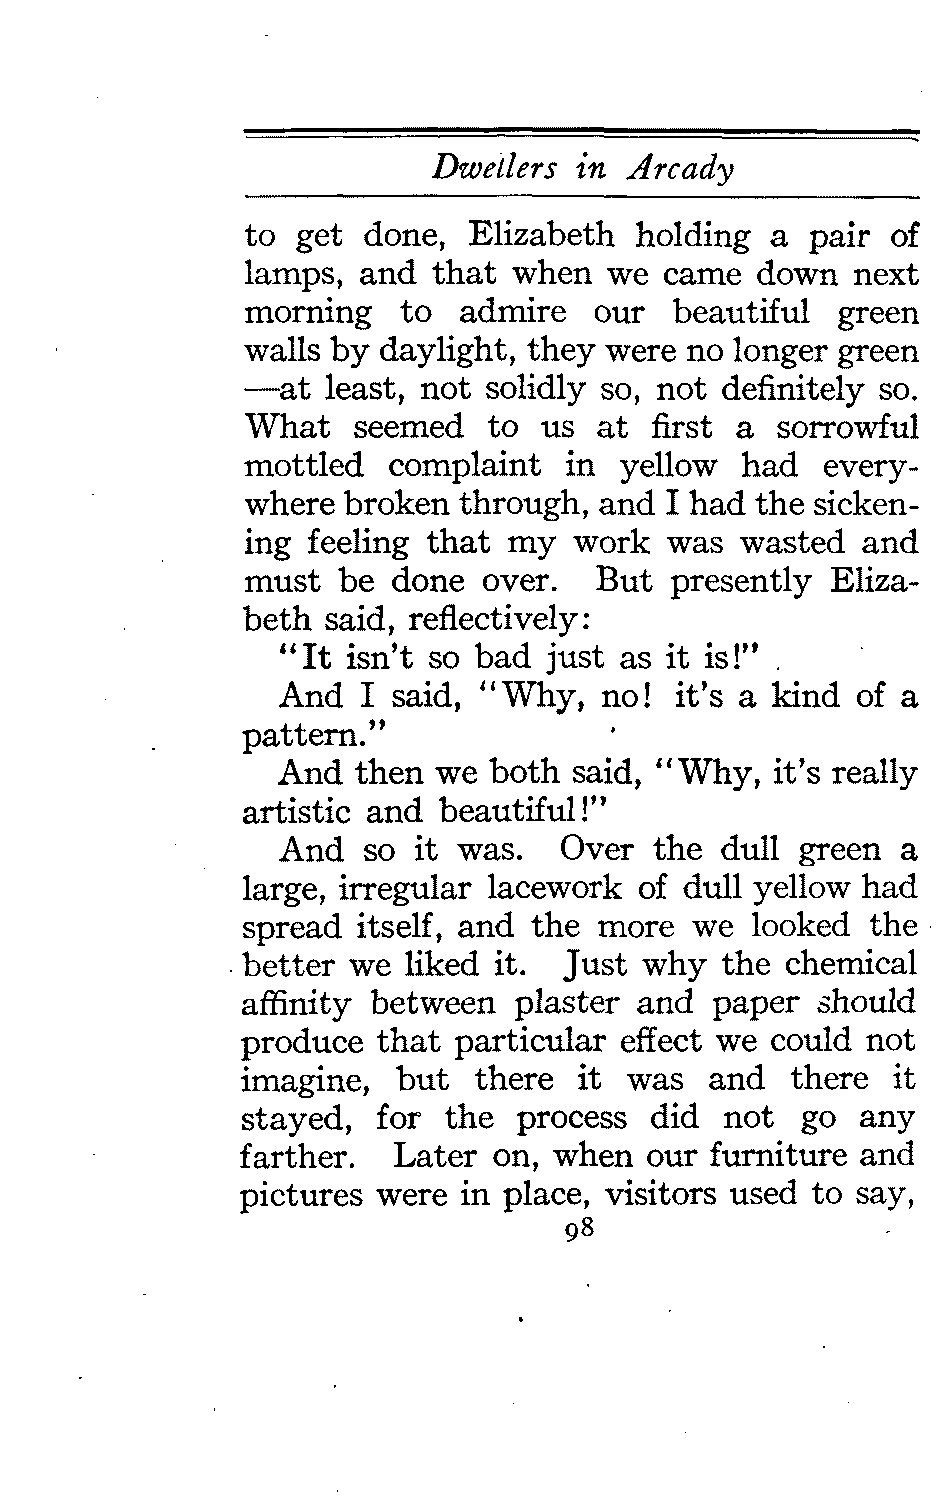 Dwellers in Arcady
to get done, Elizabeth holding a pair of
lamps, and that when we came down next
morning to admire our beautiful green
walls by daylight, they were no longer green
—at least, not solidly so, not definitely so.
What seemed to us at first a sorrowful
mottled complaint in yellow had every-
where broken through, and I had the sicken-
ing feeling that my work was wasted and
must be done over. But presently Eliza-
beth said, reflectively:
"It isn't so bad just as it is!"
And I said, "Why, no! it's a kind of a
pattern."
And then we both said, "Why, it's really
artistic and beautiful!"
And so it was. Over the dull green a
large, irregular lacework of dull yellow had
spread itself, and the more we looked the
better we liked it. Just why the chemical
affinity between plaster and paper should
produce that particular effect we could not
imagine, but there it was and there it
stayed, for the process did not go any
farther. Later on, when our furniture and
pictures were in place, visitors used to say,
98